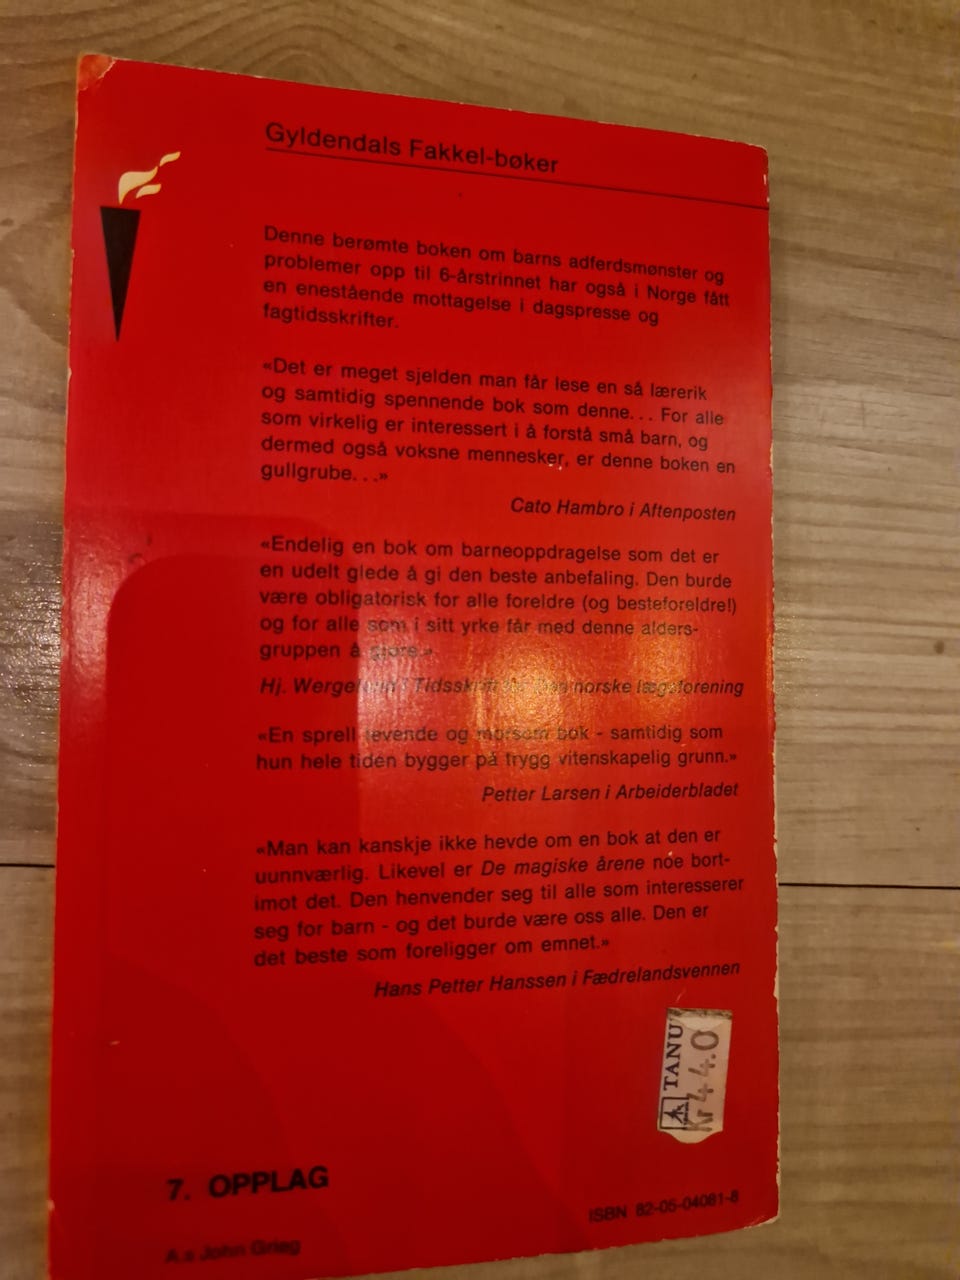 Gyldendals Fakkel-bøker
Denne berømte boken om barns adferdsmønster og
problemer opp til 6-årstrinnet har også i Norge fått
en enestående mottagelse i dagspresse og
fagtidsskrifter.
«Det er meget sjelden man får lese en så lærerik
og samtidig spennende bok som denne... For alle
som virkelig er interessert i å forstå små barn, og
dermed også voksne mennesker, er denne boken en
gullgrube...»
Cato Hambro i Aftenposten
«Endelig en bok om barneoppdragelse som det er
en udelt glede å gi den beste anbefaling. Den burde
være obligatorisk for alle foreldre (og besteforeldre!)
og for alle som i sitt yrke får med denne alders-
gruppen å gjøre.»
Hj. Wergeland i Tidsskrift for den norske lægeforening
«En sprell levende og morsom bok - samtidig som
hun hele tiden bygger på trygg vitenskapelig grunn.»
Petter Larsen i Arbeiderbladet
«Man kan kanskje ikke hevde om en bok at den er
uunnværlig. Likevel er De magiske årene noe bort-
imot det. Den henvender seg til alle som interesserer
seg for barn - og det burde være oss alle. Den er
det beste som foreligger om emnet.»
Hans Petter Hanssen i Fædrelandsvennen
TANUM
Kr 44.0
7. OPPLAG
ISBN 82-05-04081-8
A.s John Grieg